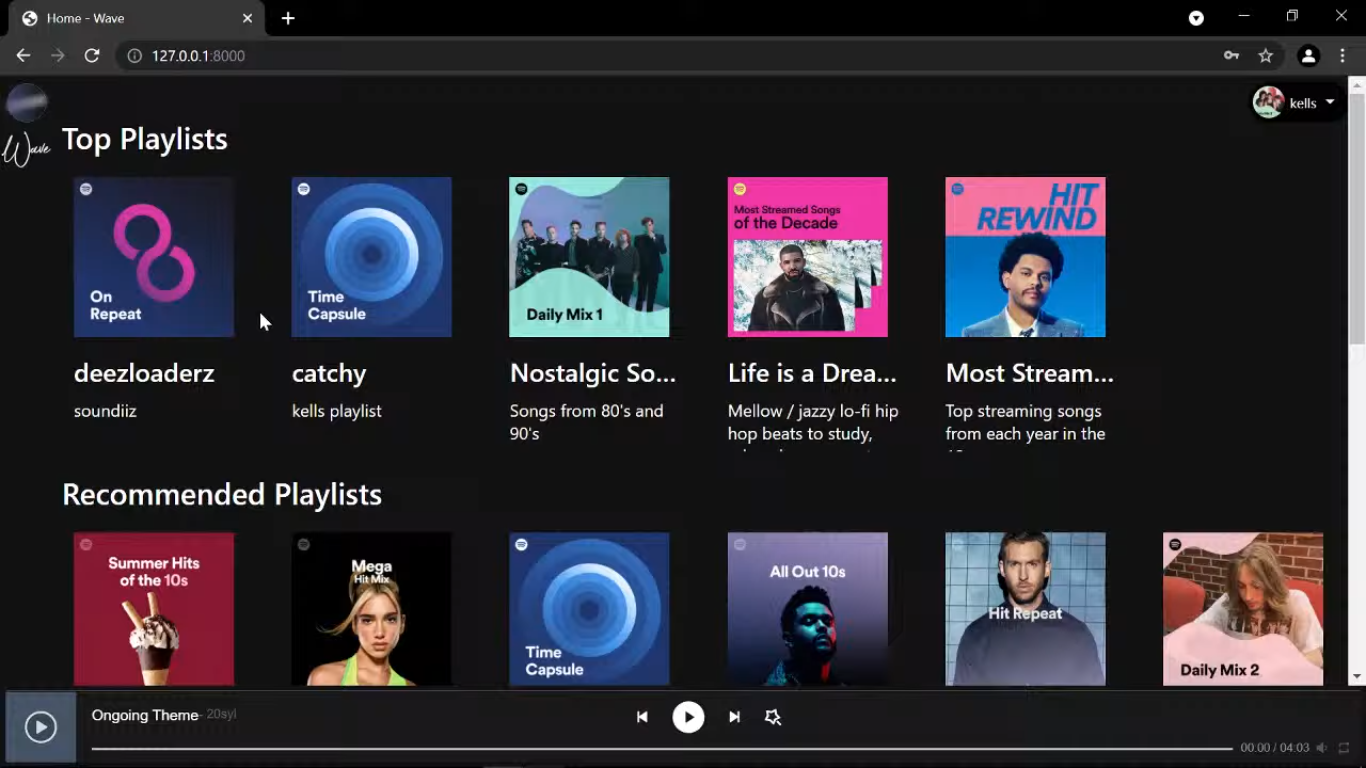 Home - Wave
127.0.0.1:8000
kells
Wave
Top Playlists
On
Repeat
Time
Capsule
Daily Mix 1
Most Streamed Songs
of the Decade
HIT
REWIND
deezloaderz
catchy
Nostalgic So...
Life is a Drea...
Most Stream...
soundiiz
kells playlist
Songs from 80's and
90's
Mellow / jazzy lo-fi hip
hop beats to study,
Top streaming songs
from each year in the
Recommended Playlists
Summer Hits
of the 10s
Mega
Hit Mix
Time
Capsule
All Out 10s
Hit Repeat
Daily Mix 2
Ongoing Theme - 20syl
00:00 / 04:03